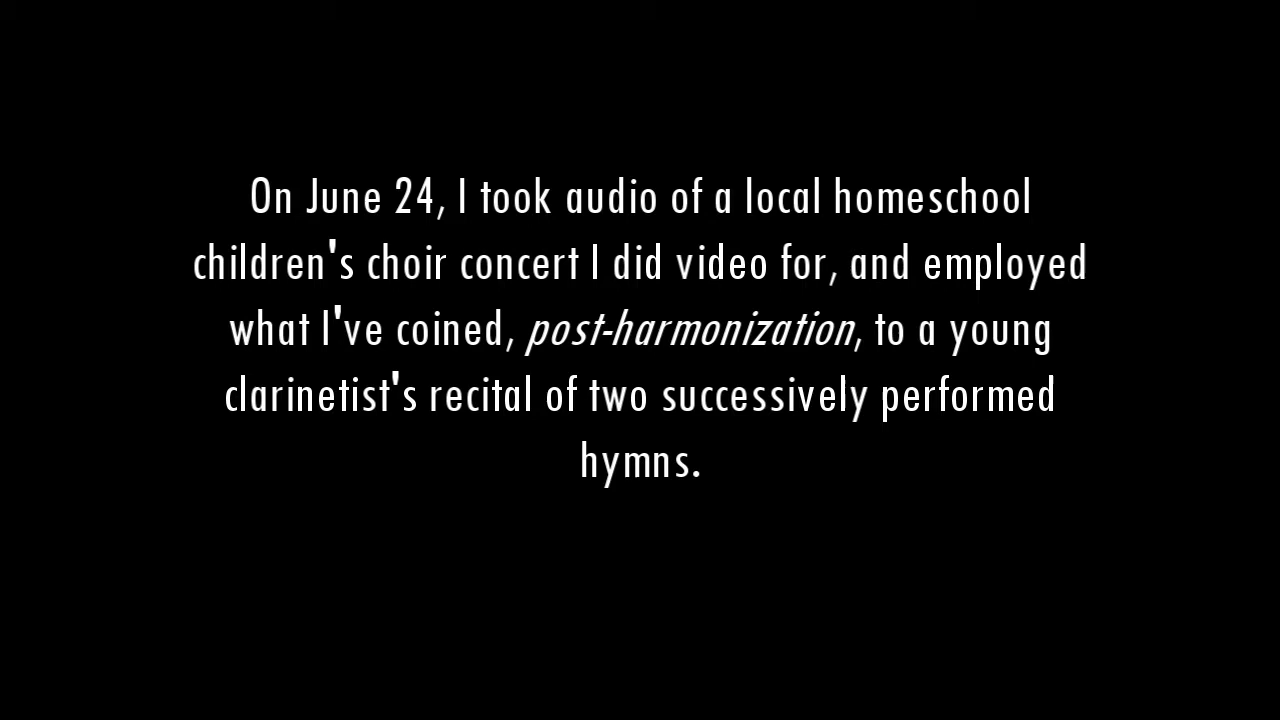 On June 24, I took audio of a local homeschool
children's choir concert I did video for, and employed
what I've coined, post-harmonization, to a young
clarinetist's recital of two successively performed
hymns.